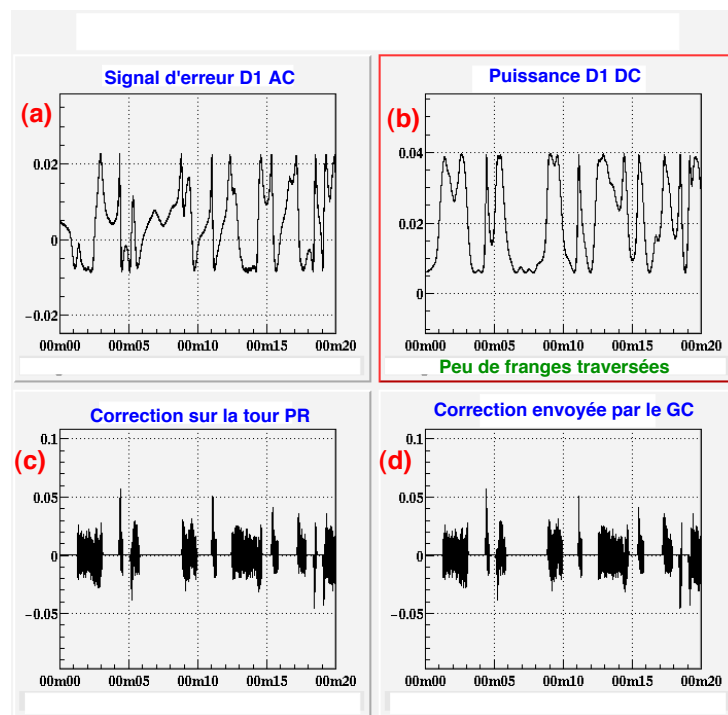 Signal d'erreur D1 AC
(a)
0.02
0
−0.02
00m00 00m05 00m10 00m15 00m20
Puissance D1 DC
(b)
0.04
0.02
0
00m00 00m05 00m10 00m15 00m20
Peu de franges traversées
Correction sur la tour PR
(c)
0.1
0.05
0
−0.05
00m00 00m05 00m10 00m15 00m20
Correction envoyée par le GC
(d)
0.1
0.05
0
−0.05
00m00 00m05 00m10 00m15 00m20